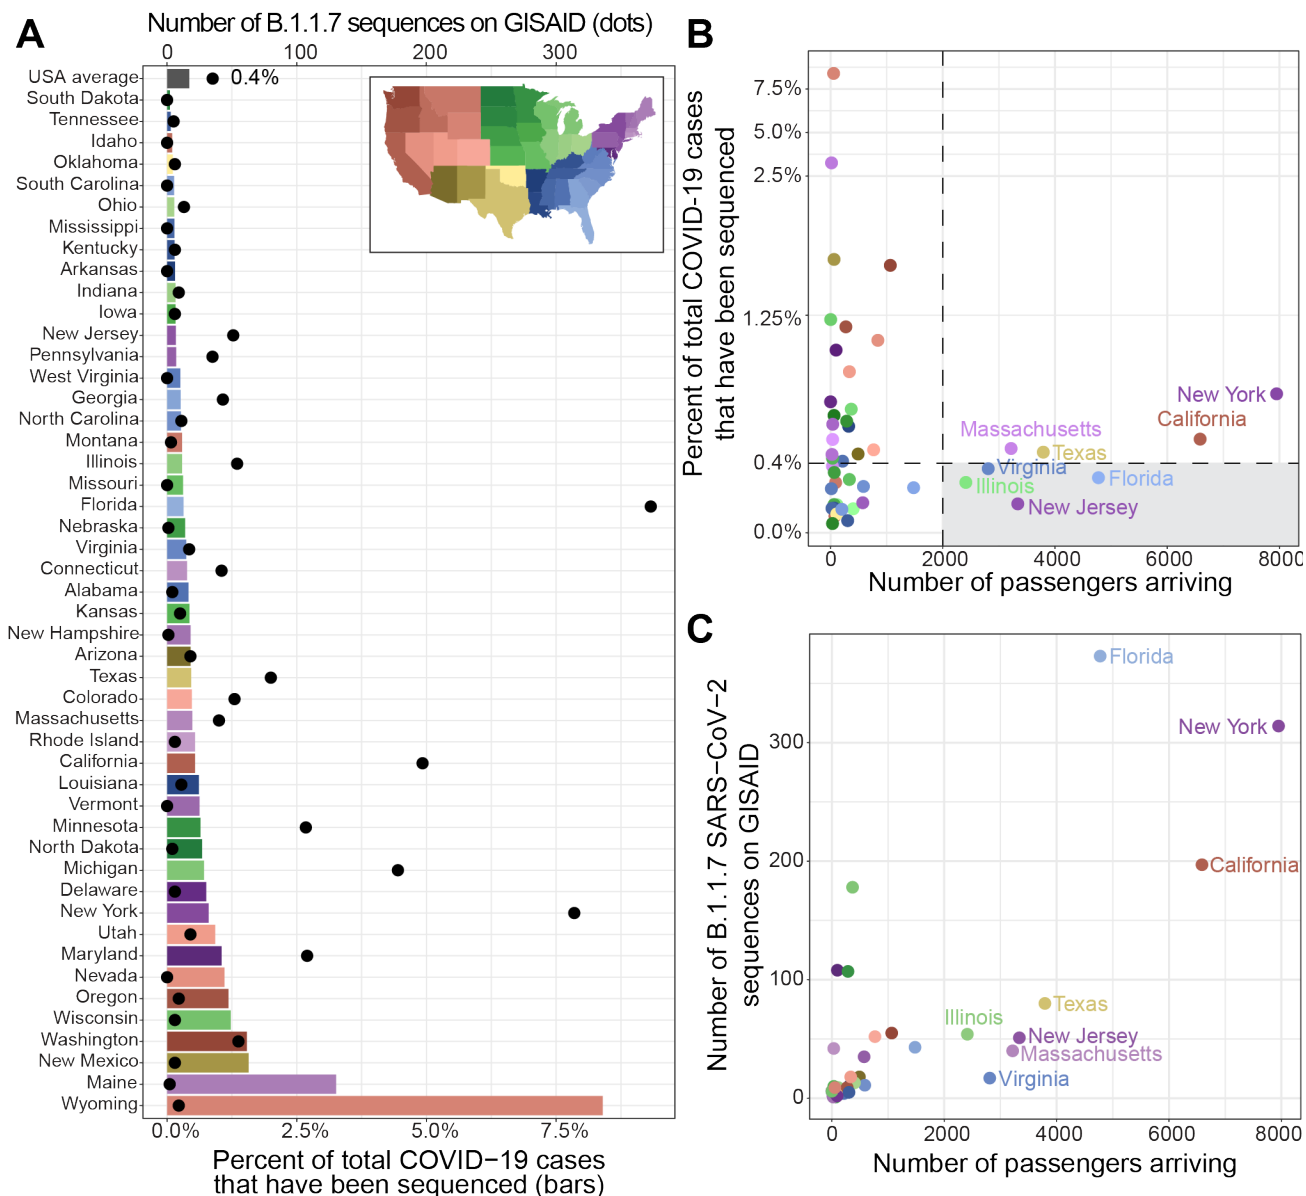 A
Number of B.1.1.7 sequences on GISAID (dots)
0 100 200 300
USA average 0.4%
South Dakota
Tennessee
Idaho
Oklahoma
South Carolina
Ohio
Mississippi
Kentucky
Arkansas
Indiana
Iowa
New Jersey
Pennsylvania
West Virginia
Georgia
North Carolina
Montana
Illinois
Missouri
Florida
Nebraska
Virginia
Connecticut
Alabama
Kansas
New Hampshire
Arizona
Texas
Colorado
Massachusetts
Rhode Island
California
Louisiana
Vermont
Minnesota
North Dakota
Michigan
Delaware
New York
Utah
Maryland
Nevada
Oregon
Wisconsin
Washington
New Mexico
Maine
Wyoming
0.0% 2.5% 5.0% 7.5%
Percent of total COVID−19 cases
that have been sequenced (bars)
B
Percent of total COVID-19 cases
that have been sequenced
7.5%
5.0%
2.5%
1.25%
0.4%
0.0%
New York
California
Massachusetts
Texas
Virginia
Florida
Illinois
New Jersey
0 2000 4000 6000 8000
Number of passengers arriving
C
Number of B.1.1.7 SARS−CoV−2
sequences on GISAID
300
200
100
0
Florida
New York
California
Texas
Illinois
New Jersey
Massachusetts
Virginia
0 2000 4000 6000 8000
Number of passengers arriving